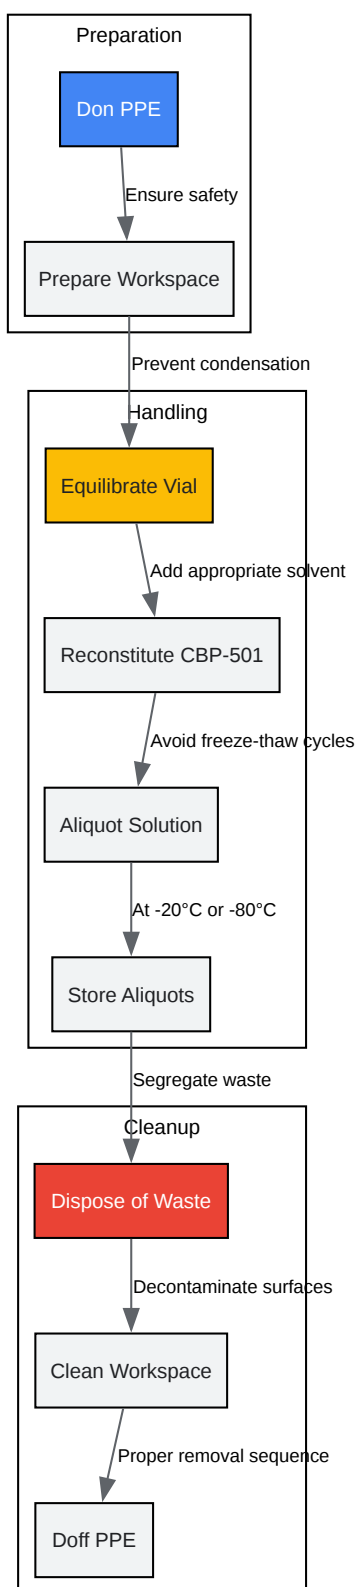 Preparation
Don PPE
Ensure safety
Prepare Workspace
Prevent condensation
Handling
Equilibrate Vial
Add appropriate solvent
Reconstitute CBP-501
Avoid freeze-thaw cycles
Aliquot Solution
At -20°C or -80°C
Store Aliquots
Segregate waste
Cleanup
Dispose of Waste
Decontaminate surfaces
Clean Workspace
Proper removal sequence
Doff PPE